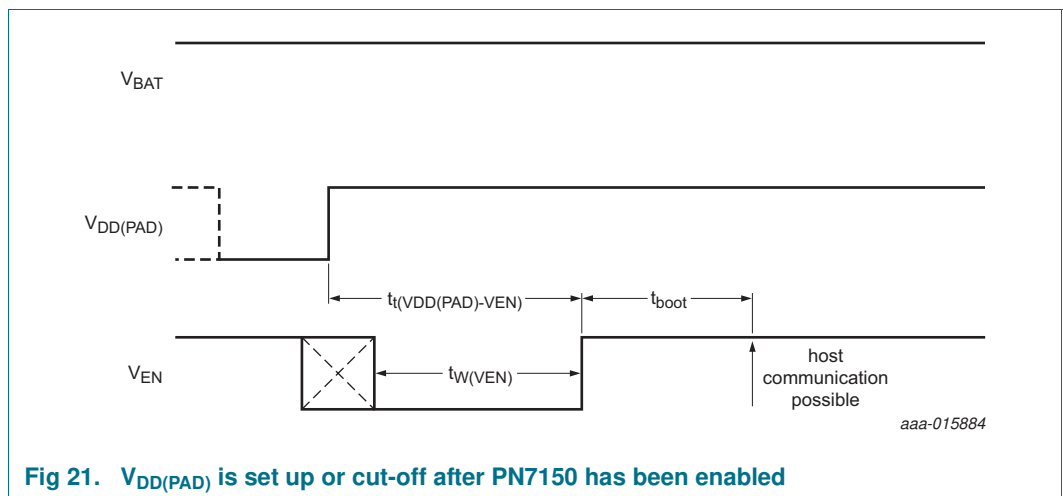 VBAT
VDD(PAD)
tt(VDD(PAD)-VEN)
tboot
VEN
tW(VEN)
host
communication
possible
aaa-015884
Fig 21. VDD(PAD) is set up or cut-off after PN7150 has been enabled